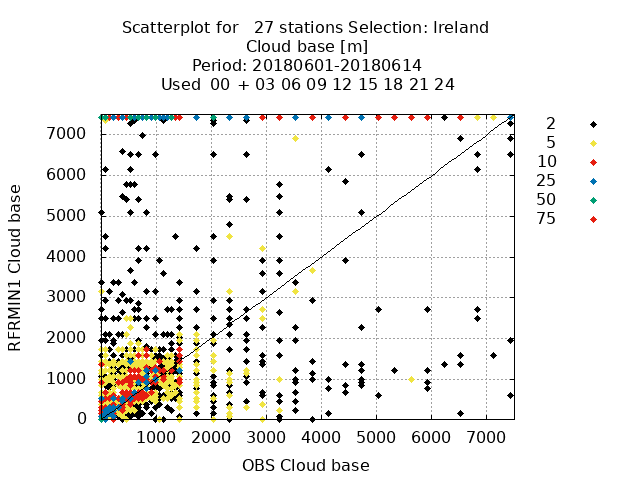 Scatterplot for   27 stations Selection: Ireland
Cloud base [m]
Period: 20180601-20180614
Used  00  + 03 06 09 12 15 18 21 24
RFRMIN1 Cloud base
7000
6000
5000
4000
3000
2000
1000
0
1000 2000 3000 4000 5000 6000 7000
OBS Cloud base
2
5
10
25
50
75